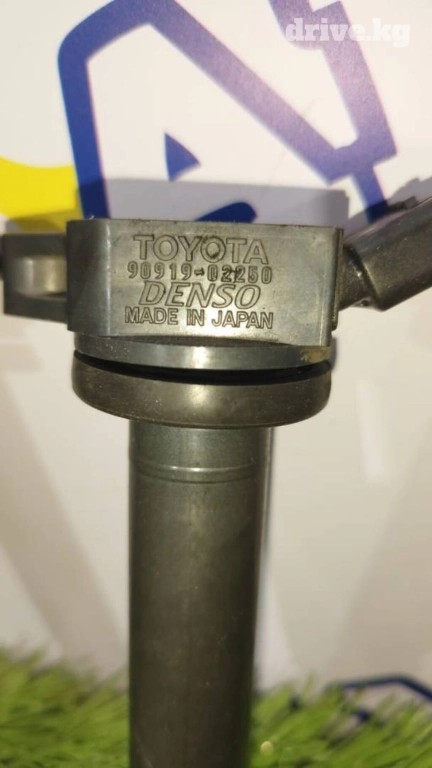 drive.kg
TOYOTA
90919-02250
DENSO
MADE IN JAPAN